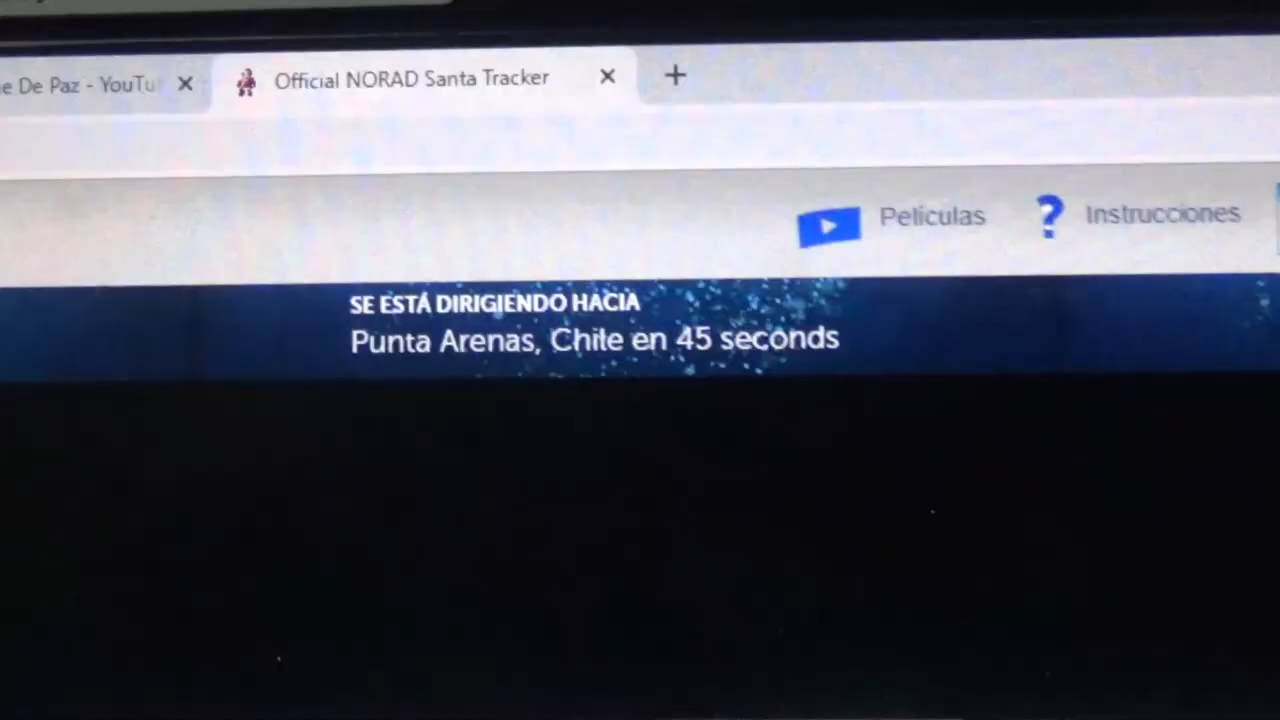 e De Paz - YouTu
Official NORAD Santa Tracker
Películas
Instrucciones
SE ESTÁ DIRIGIENDO HACIA
Punta Arenas, Chile en 45 seconds